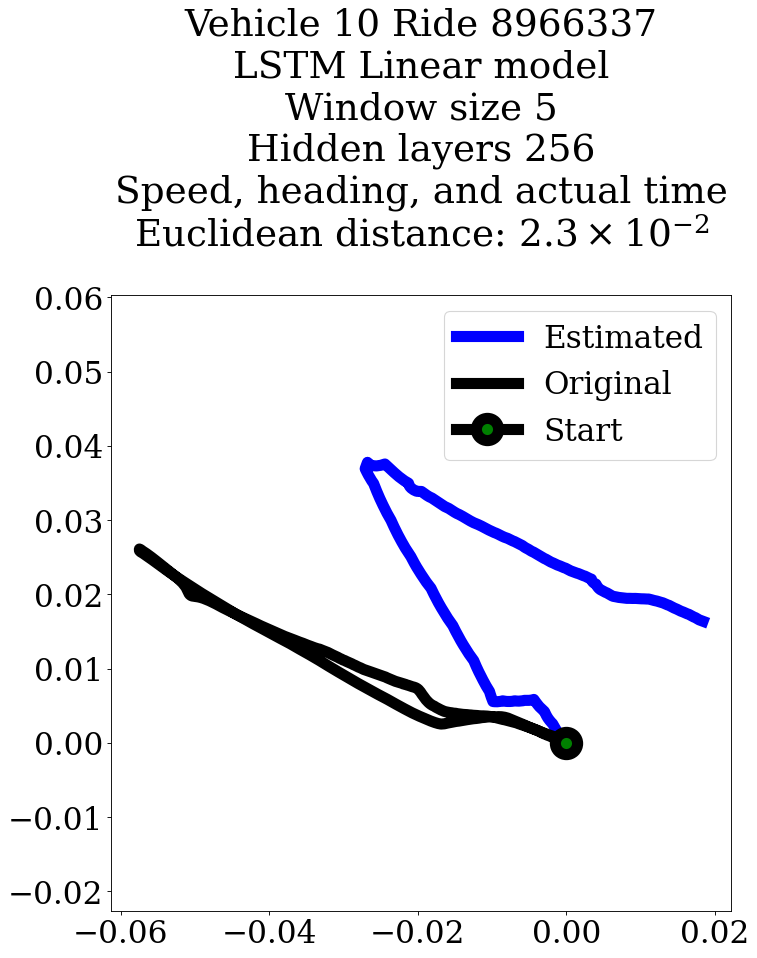 Vehicle 10 Ride 8966337
LSTM Linear model
Window size 5
Hidden layers 256
Speed, heading, and actual time
Euclidean distance: 2.3 × 10⁻²
0.06
0.05
0.04
0.03
0.02
0.01
0.00
−0.01
−0.02
Estimated
Original
Start
−0.06 −0.04 −0.02 0.00 0.02